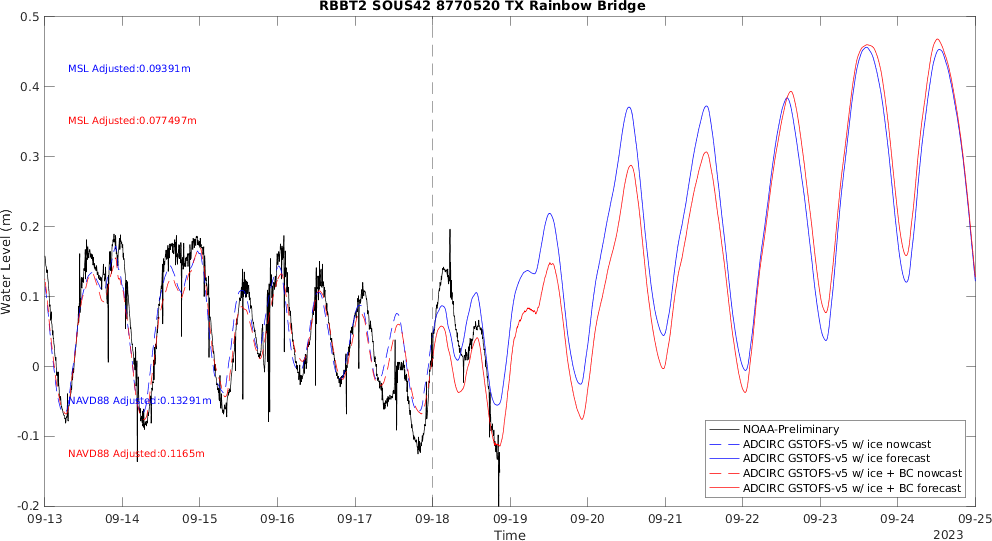 RBBT2 SOUS42 8770520 TX Rainbow Bridge
0.5
0.4
0.3
0.2
0.1
0
-0.1
-0.2
Water Level (m)
MSL Adjusted:0.09391m
MSL Adjusted:0.077497m
NAVD88 Adjusted:0.13291m
NAVD88 Adjusted:0.1165m
NOAA-Preliminary
ADCIRC GSTOFS-v5 w/ ice nowcast
ADCIRC GSTOFS-v5 w/ ice forecast
ADCIRC GSTOFS-v5 w/ ice + BC nowcast
ADCIRC GSTOFS-v5 w/ ice + BC forecast
09-13 09-14 09-15 09-16 09-17 09-18 09-19 09-20 09-21 09-22 09-23 09-24 09-25
Time
2023